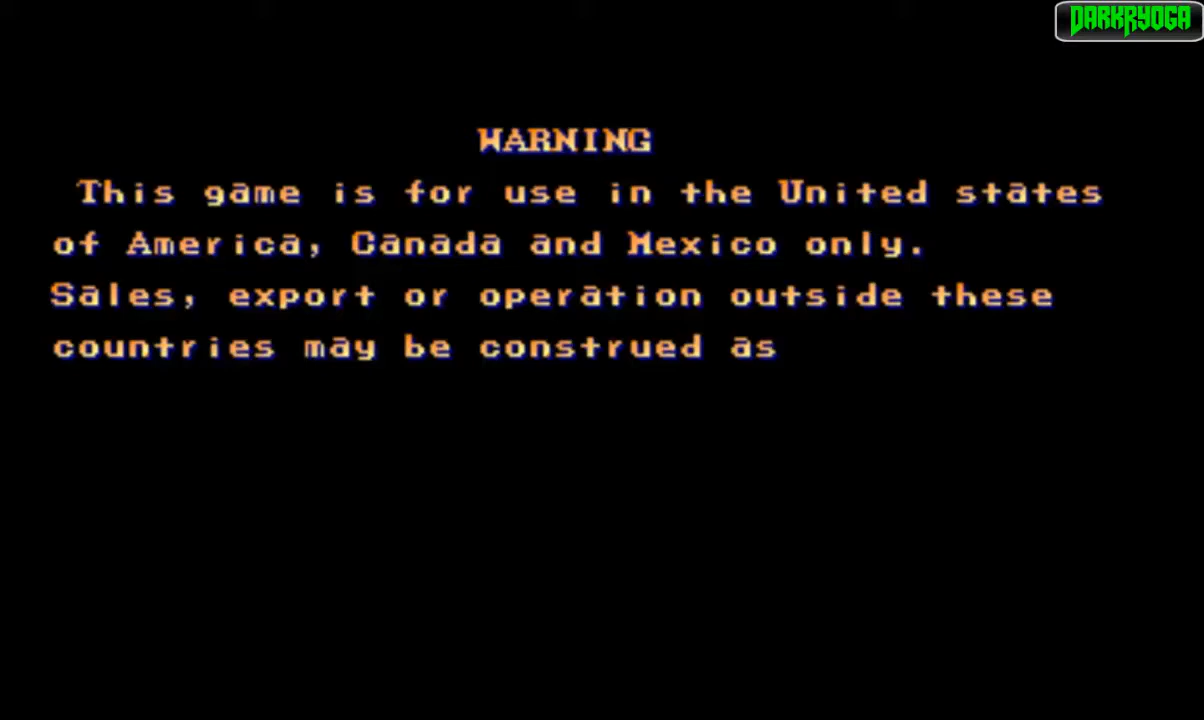 DARKRYOGA
WARNING
This game is for use in the United states
of America, Canada and Mexico only.
Sales, export or operation outside these
countries may be construed as